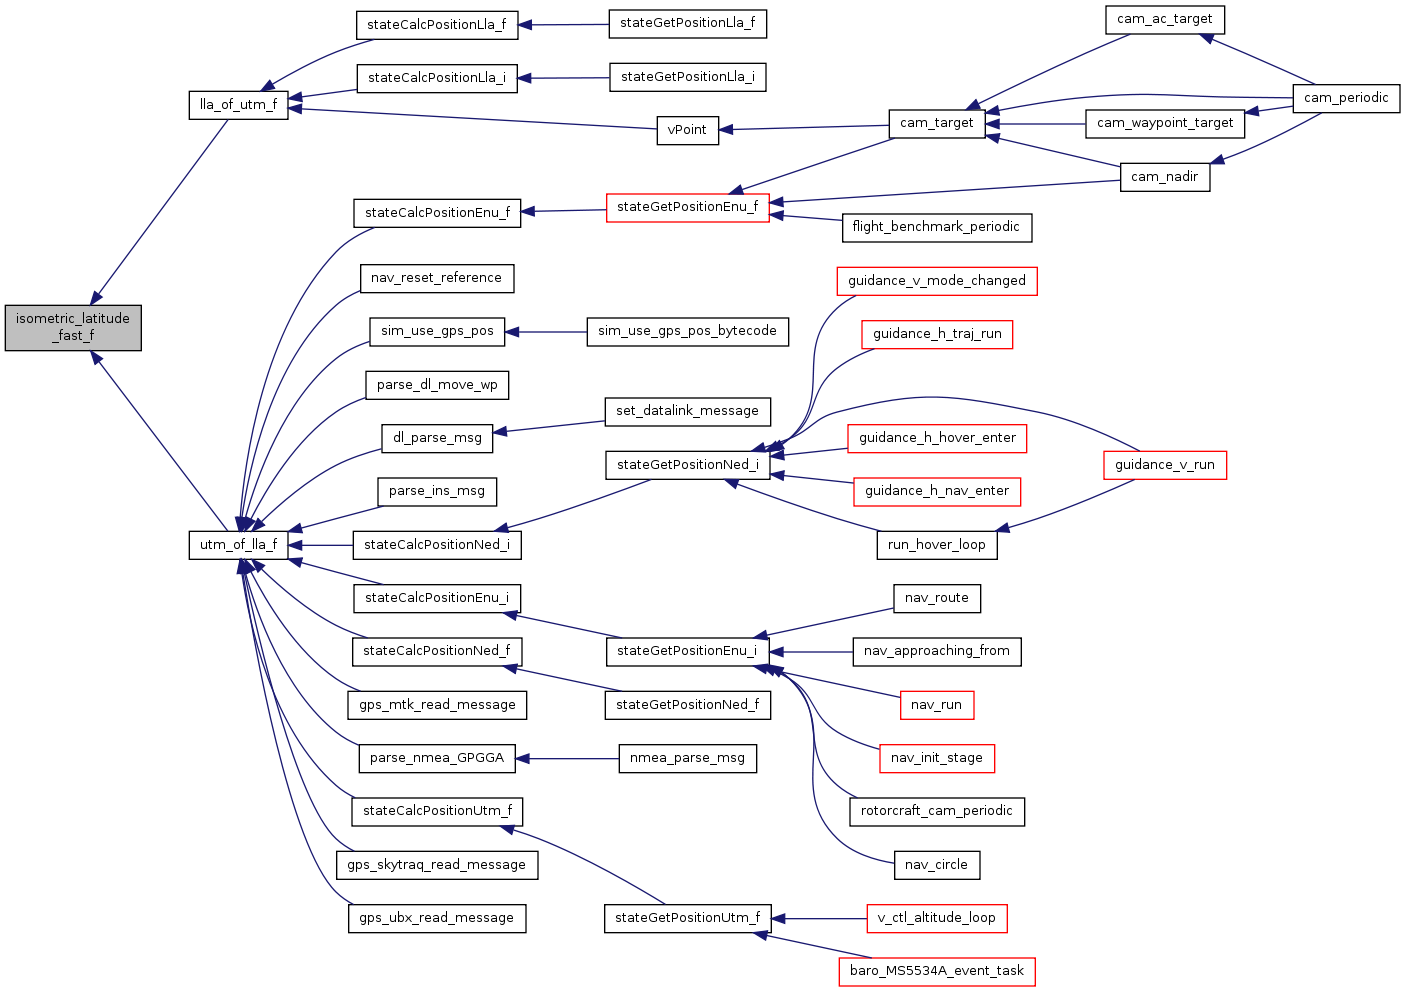 isometric_latitude
_fast_f
lla_of_utm_f
utm_of_lla_f
stateCalcPositionLla_f
stateGetPositionLla_f
stateCalcPositionLla_i
stateGetPositionLla_i
vPoint
cam_target
cam_ac_target
cam_periodic
cam_waypoint_target
cam_nadir
stateCalcPositionEnu_f
stateGetPositionEnu_f
flight_benchmark_periodic
nav_reset_reference
sim_use_gps_pos
sim_use_gps_pos_bytecode
parse_dl_move_wp
dl_parse_msg
set_datalink_message
parse_ins_msg
stateCalcPositionNed_i
stateGetPositionNed_i
guidance_v_mode_changed
guidance_h_traj_run
guidance_h_hover_enter
guidance_h_nav_enter
run_hover_loop
guidance_v_run
stateCalcPositionEnu_i
stateGetPositionEnu_i
nav_route
nav_approaching_from
nav_run
nav_init_stage
rotorcraft_cam_periodic
nav_circle
stateCalcPositionNed_f
stateGetPositionNed_f
gps_mtk_read_message
parse_nmea_GPGGA
nmea_parse_msg
stateCalcPositionUtm_f
stateGetPositionUtm_f
v_ctl_altitude_loop
baro_MS5534A_event_task
gps_skytraq_read_message
gps_ubx_read_message